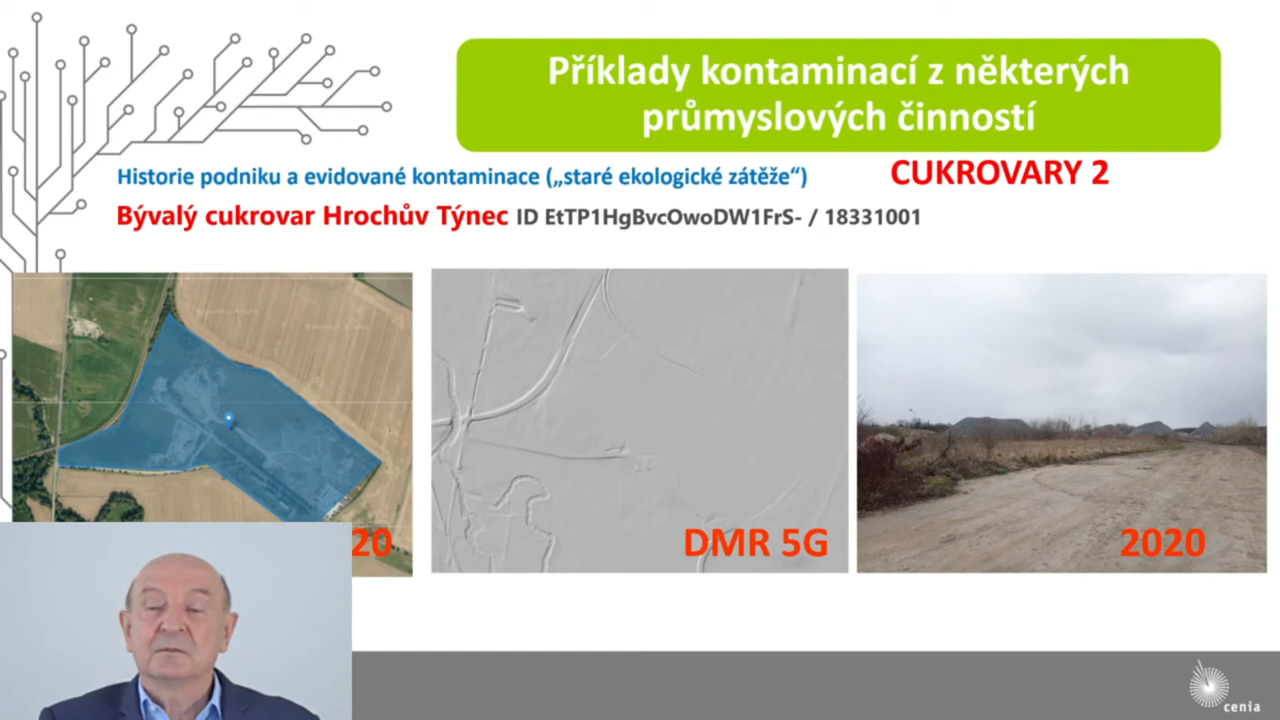 Příklady kontaminací z některých
průmyslových činností
Historie podniku a evidované kontaminace („staré ekologické zátěže“)
CUKROVARY 2
Bývalý cukrovar Hrochův Týnec ID EtTP1HgBvcOwoDW1FrS- / 18331001
20
DMR 5G
2020
cenia